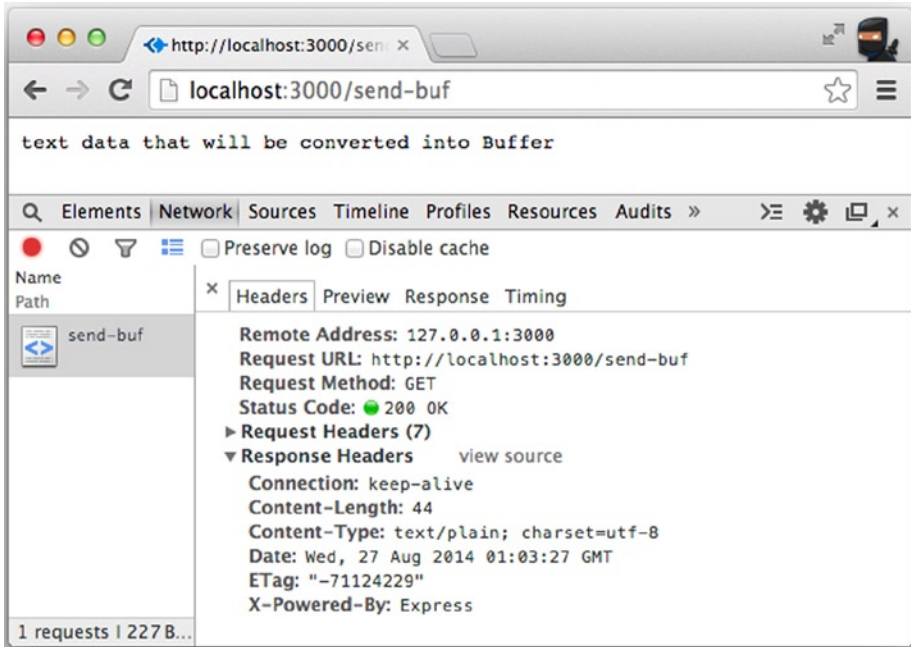 http://localhost:3000/sen
localhost:3000/send-buf
text data that will be converted into Buffer
Elements Network Sources Timeline Profiles Resources Audits »
Preserve log Disable cache
Name
Path
send-buf
× Headers Preview Response Timing
Remote Address: 127.0.0.1:3000
Request URL: http://localhost:3000/send-buf
Request Method: GET
Status Code: 200 OK
Request Headers (7)
Response Headers view source
Connection: keep-alive
Content-Length: 44
Content-Type: text/plain; charset=utf-8
Date: Wed, 27 Aug 2014 01:03:27 GMT
ETag: "-71124229"
X-Powered-By: Express
1 requests | 227 B...